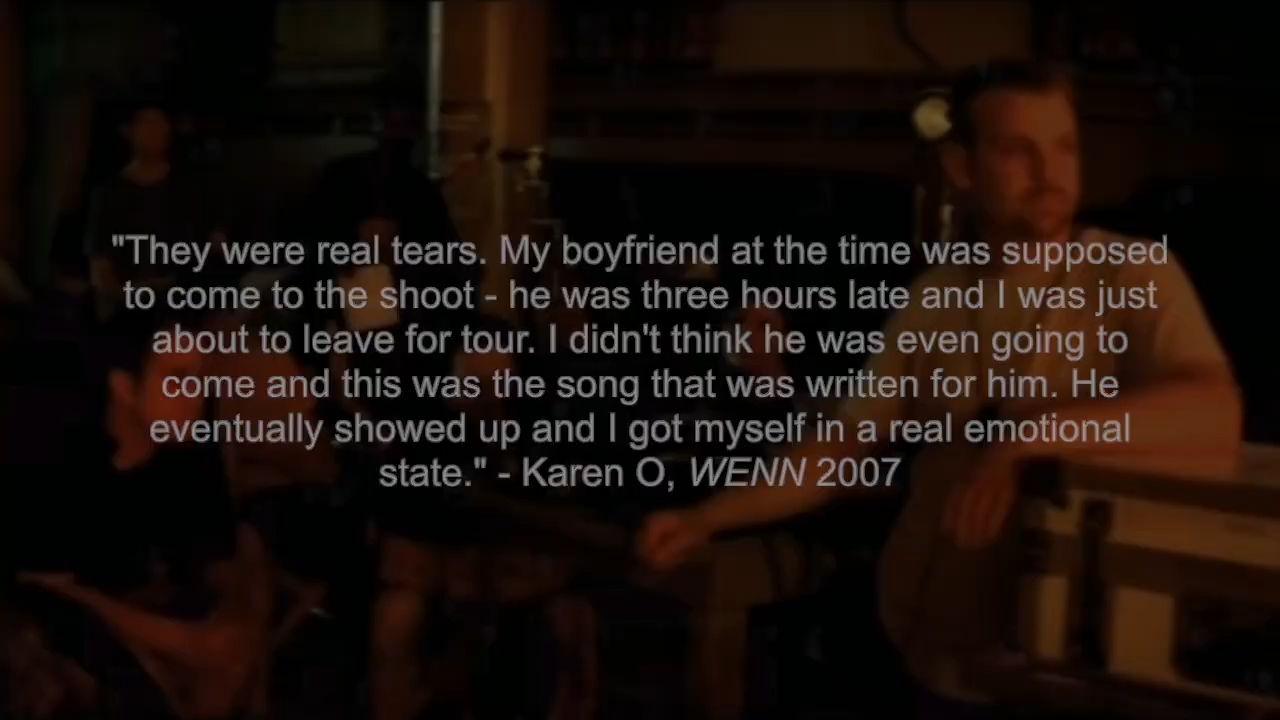 "They were real tears. My boyfriend at the time was supposed
to come to the shoot - he was three hours late and I was just
about to leave for tour. I didn't think he was even going to
come and this was the song that was written for him. He
eventually showed up and I got myself in a real emotional
state." - Karen O, WENN 2007